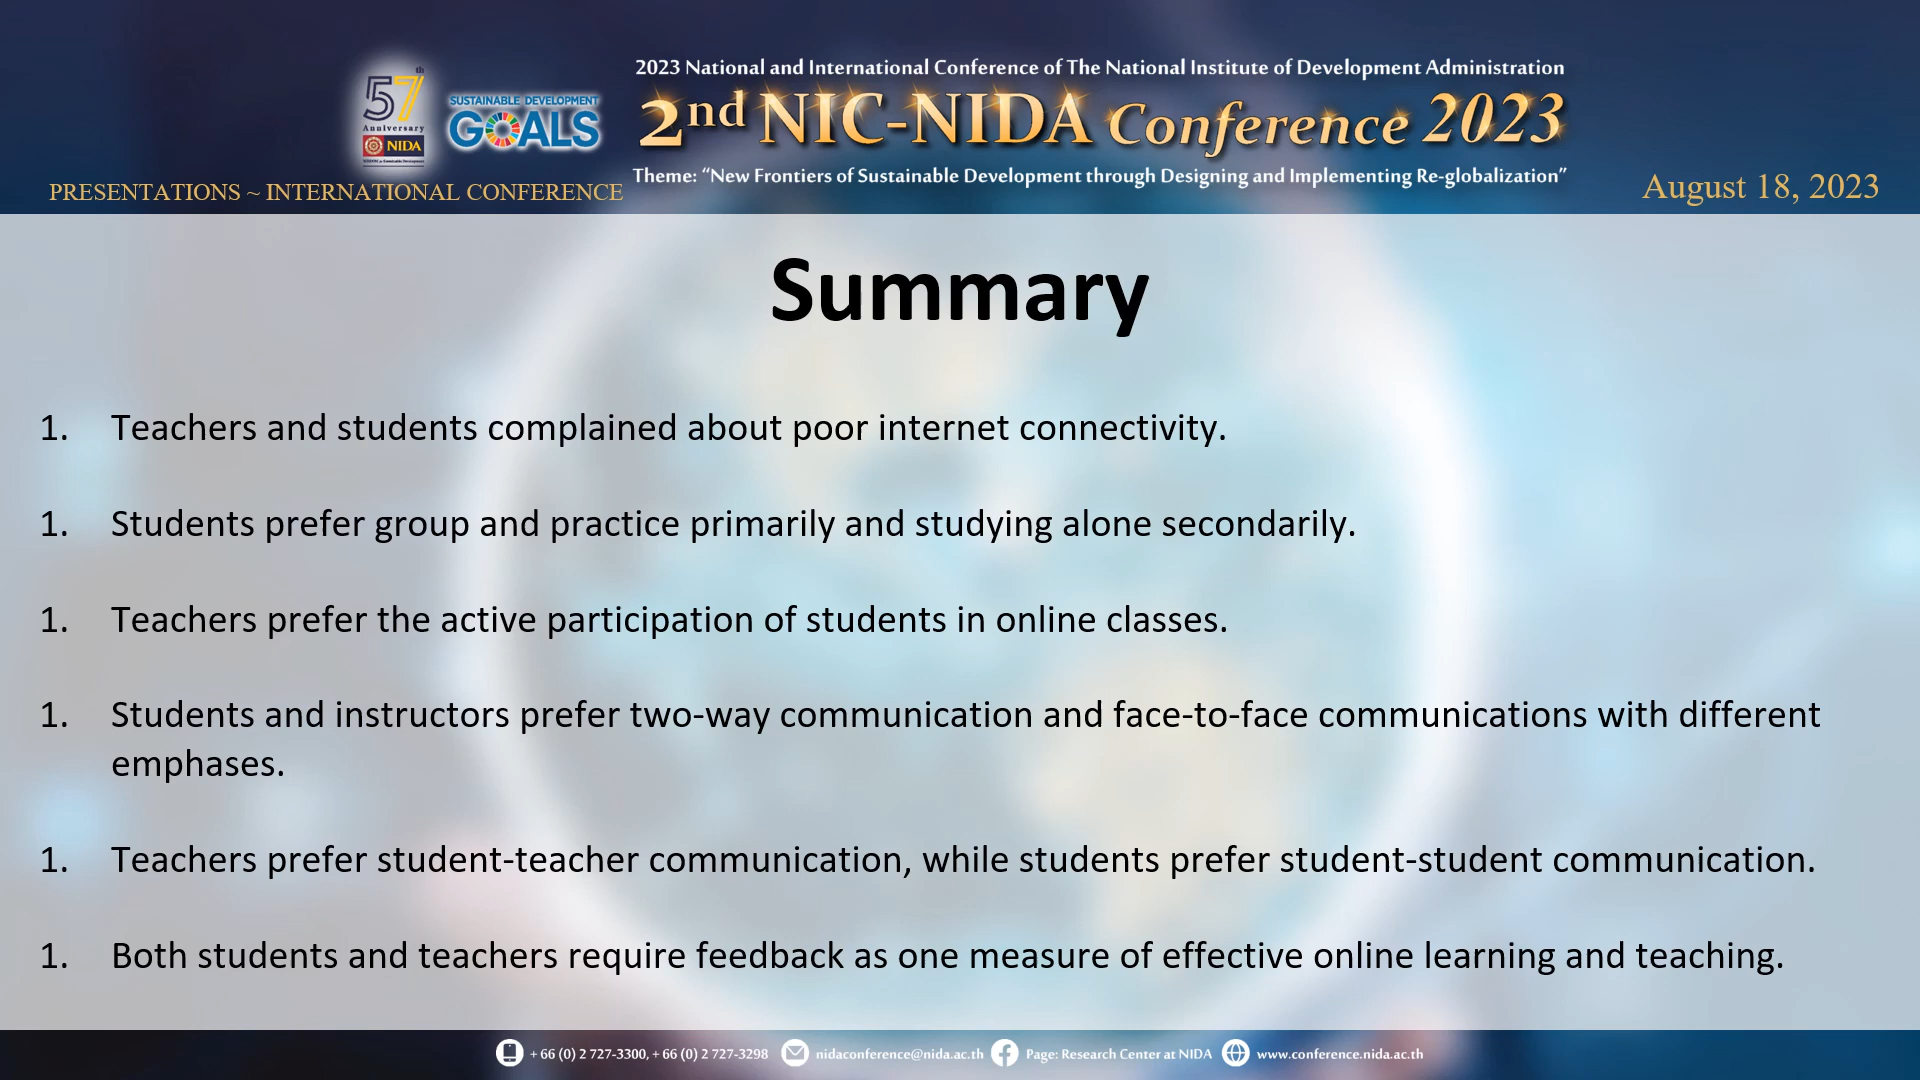 57th
Anniversary
NIDA
SUSTAINABLE DEVELOPMENT
GOALS
2023 National and International Conference of The National Institute of Development Administration
2nd NIC-NIDA Conference 2023
Theme: “New Frontiers of Sustainable Development through Designing and Implementing Re-globalization”
PRESENTATIONS ~ INTERNATIONAL CONFERENCE
August 18, 2023
Summary
1. Teachers and students complained about poor internet connectivity.
1. Students prefer group and practice primarily and studying alone secondarily.
1. Teachers prefer the active participation of students in online classes.
1. Students and instructors prefer two-way communication and face-to-face communications with different
emphases.
1. Teachers prefer student-teacher communication, while students prefer student-student communication.
1. Both students and teachers require feedback as one measure of effective online learning and teaching.
+ 66 (0) 2 727-3300, + 66 (0) 2 727-3298 nidaconference@nida.ac.th Page: Research Center at NIDA www.conference.nida.ac.th